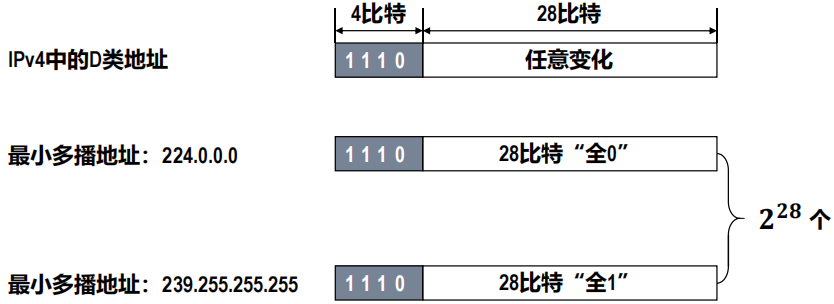 4比特 28比特
IPv4中的D类地址 1 1 1 0 任意变化
最小多播地址：224.0.0.0 1 1 1 0 28比特“全0”
2^28 个
最小多播地址：239.255.255.255 1 1 1 0 28比特“全1”